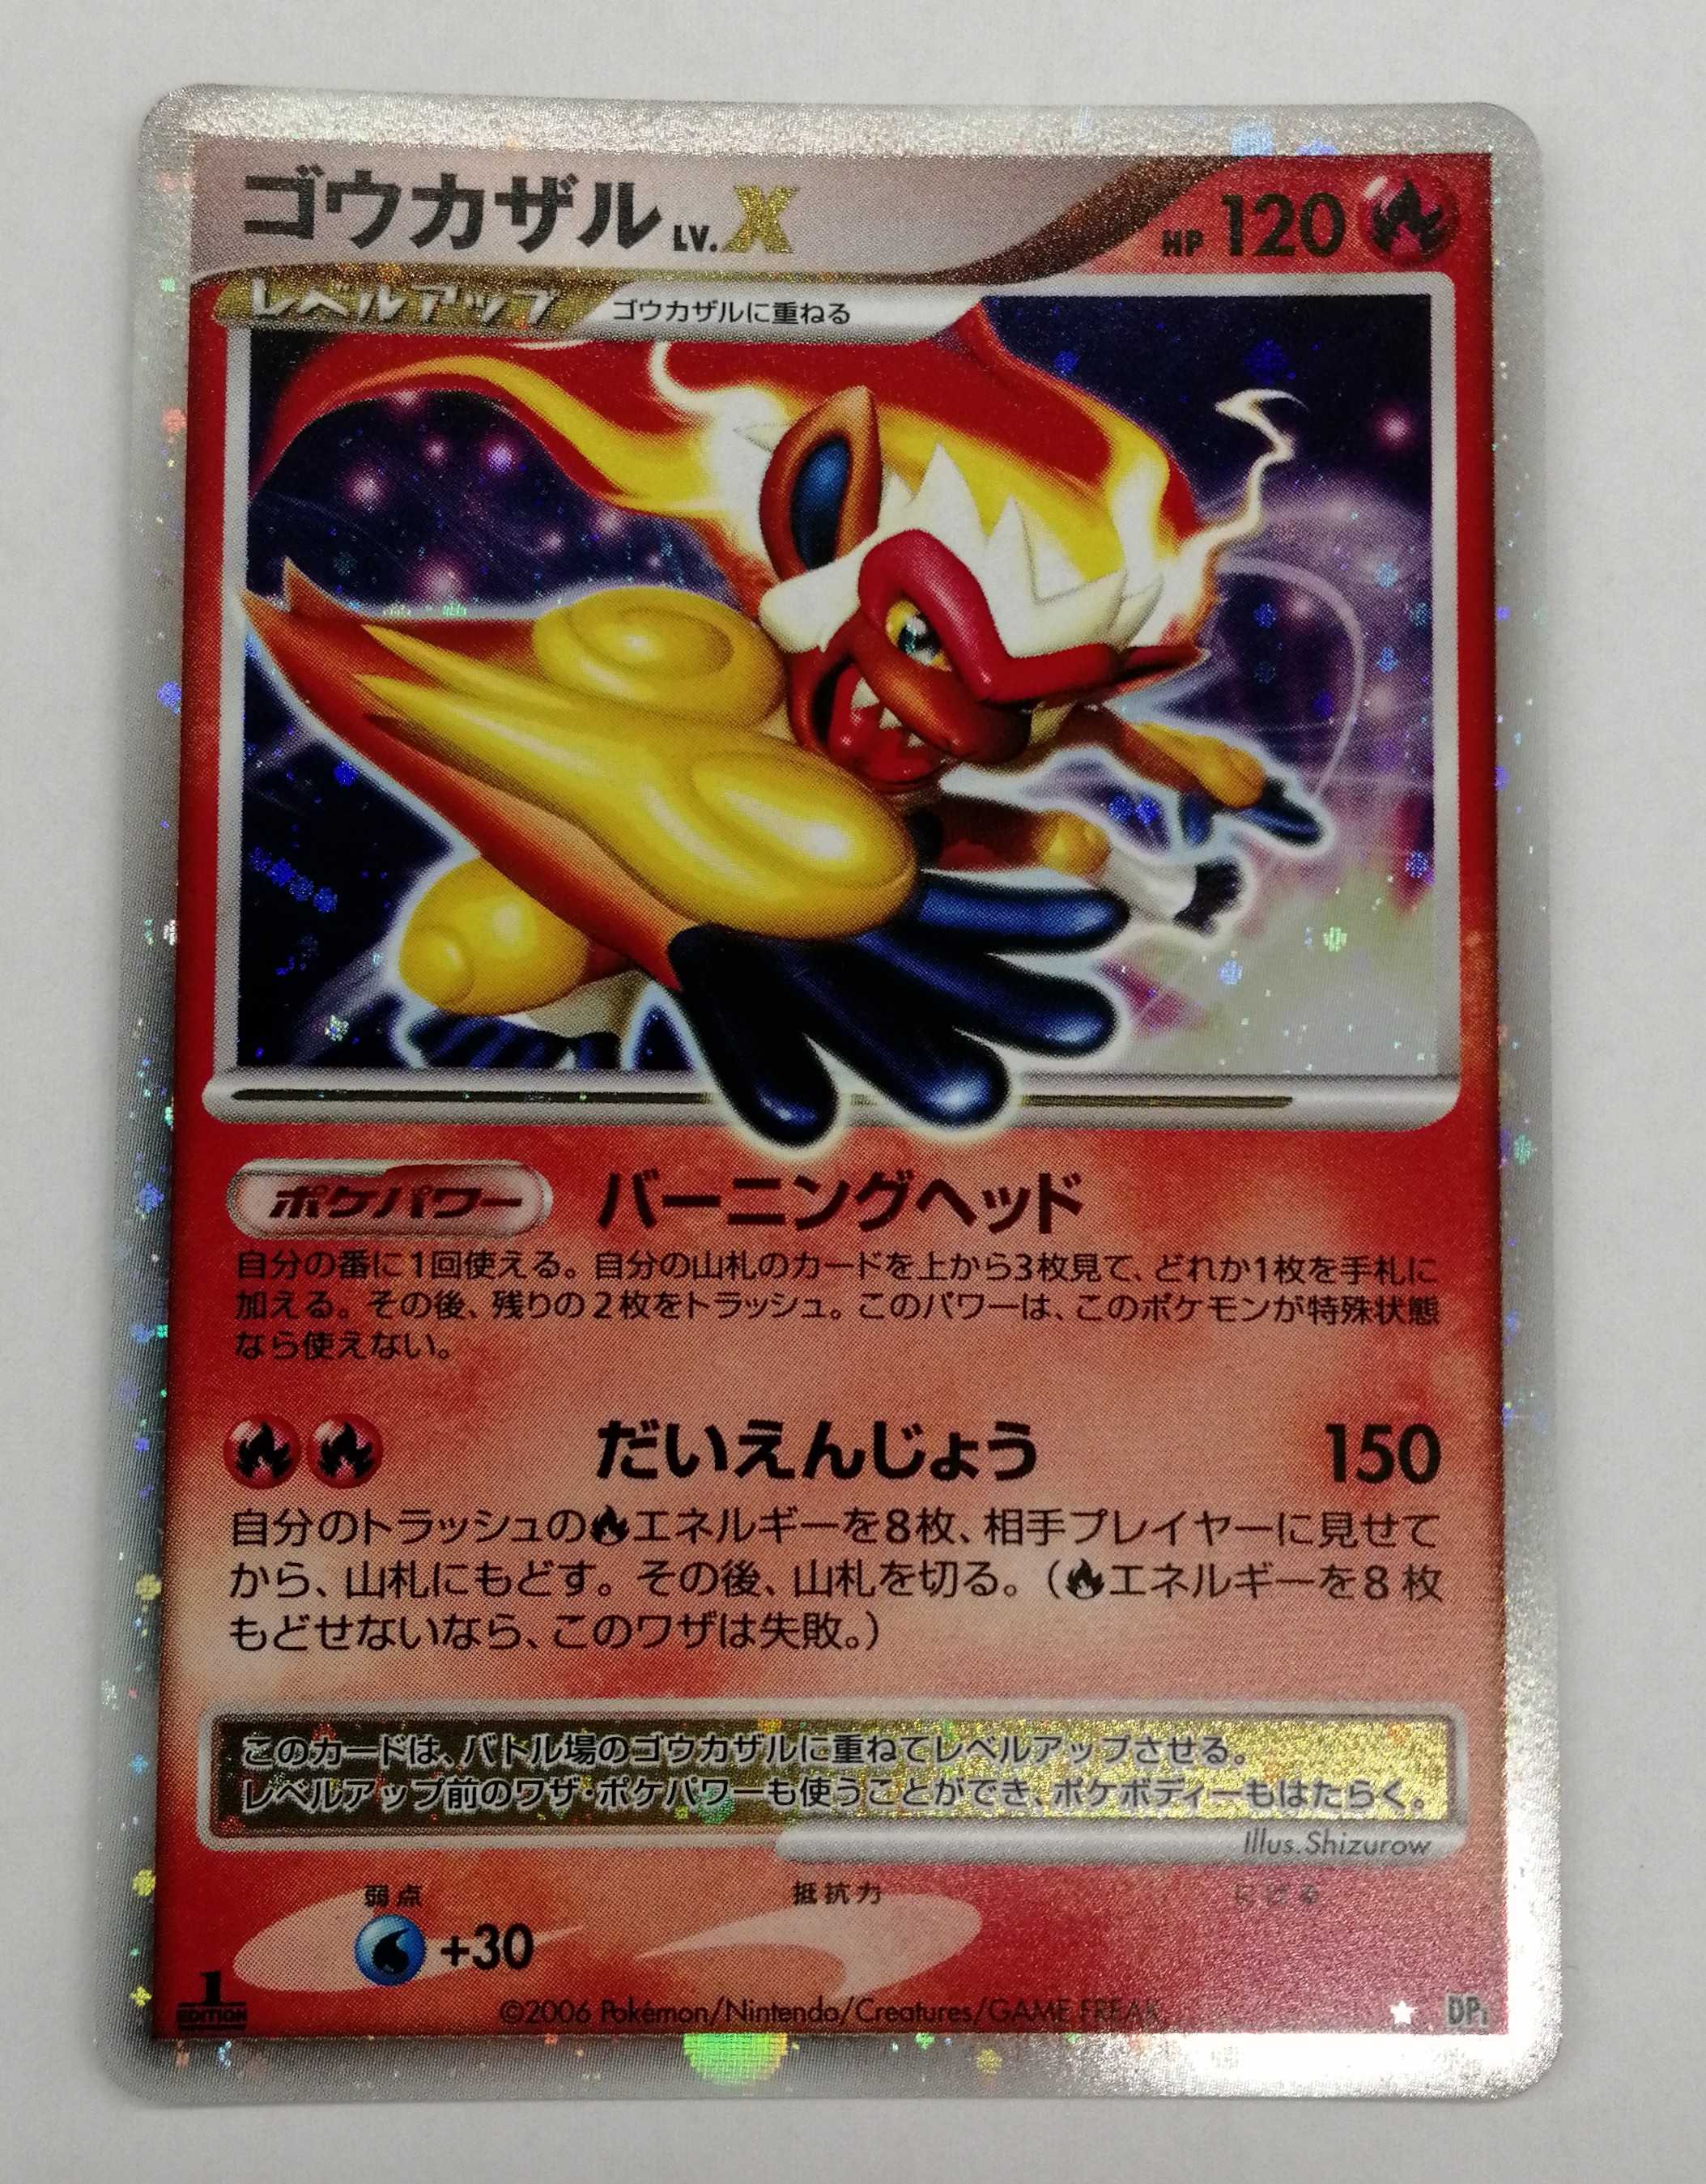 ゴウカザル LV.X HP 120
レベルアップ ゴウカザルに重ねる
ポケパワー バーニングヘッド
自分の番に1回使える。自分の山札のカードを上から3枚見て、どれか1枚を手札に
加える。その後、残りの2枚をトラッシュ。このパワーは、このポケモンが特殊状態
なら使えない。
だいえんじょう 150
自分のトラッシュのエネルギーを8枚、相手プレイヤーに見せて
から、山札にもどす。その後、山札を切る。（エネルギーを8枚
もどせないなら、このワザは失敗。）
このカードは、バトル場のゴウカザルに重ねてレベルアップさせる。
レベルアップ前のワザ・ポケパワーも使うことができ、ポケボディーもはたらく。
Illus.Shizurow
弱点 抵抗力 にげる
+30
1 EDITION
©2006 Pokémon/Nintendo/Creatures/GAME FREAK.
DP1